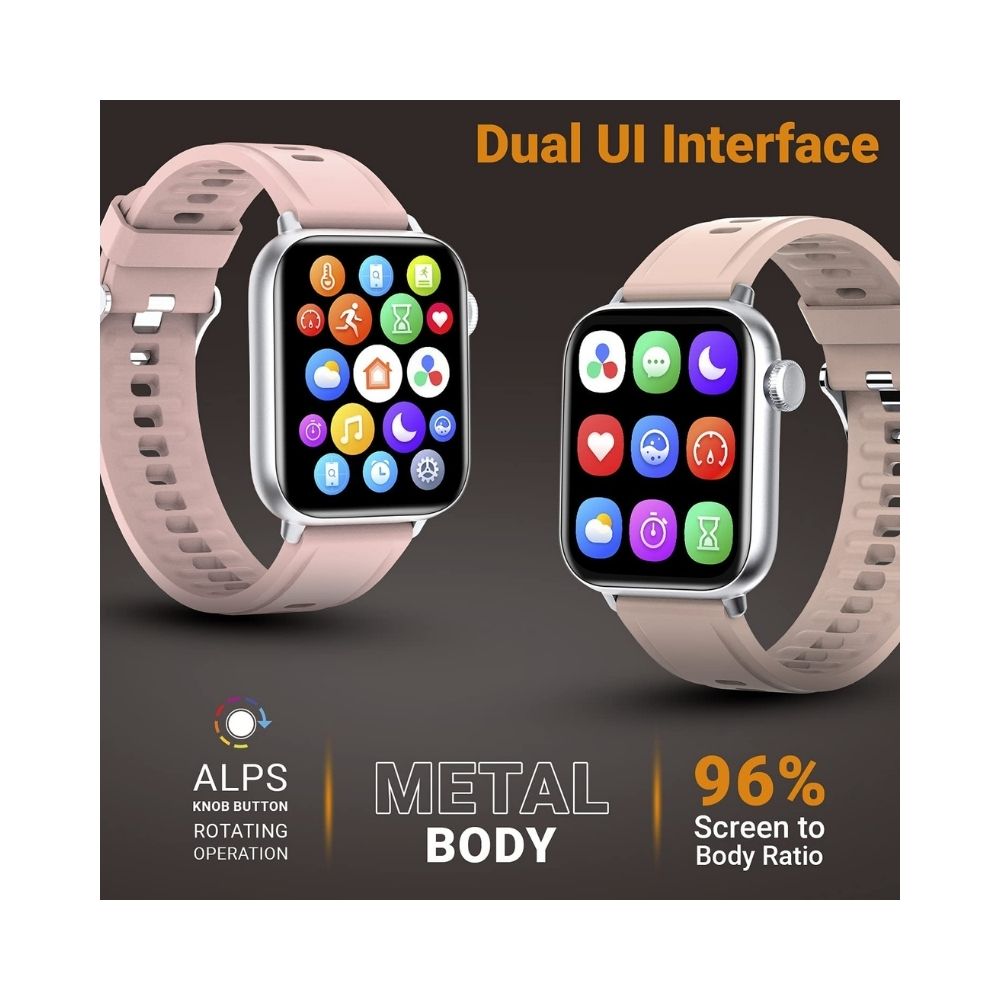 Dual UI Interface
ALPS
KNOB BUTTON
ROTATING
OPERATION
METAL
BODY
96%
Screen to
Body Ratio